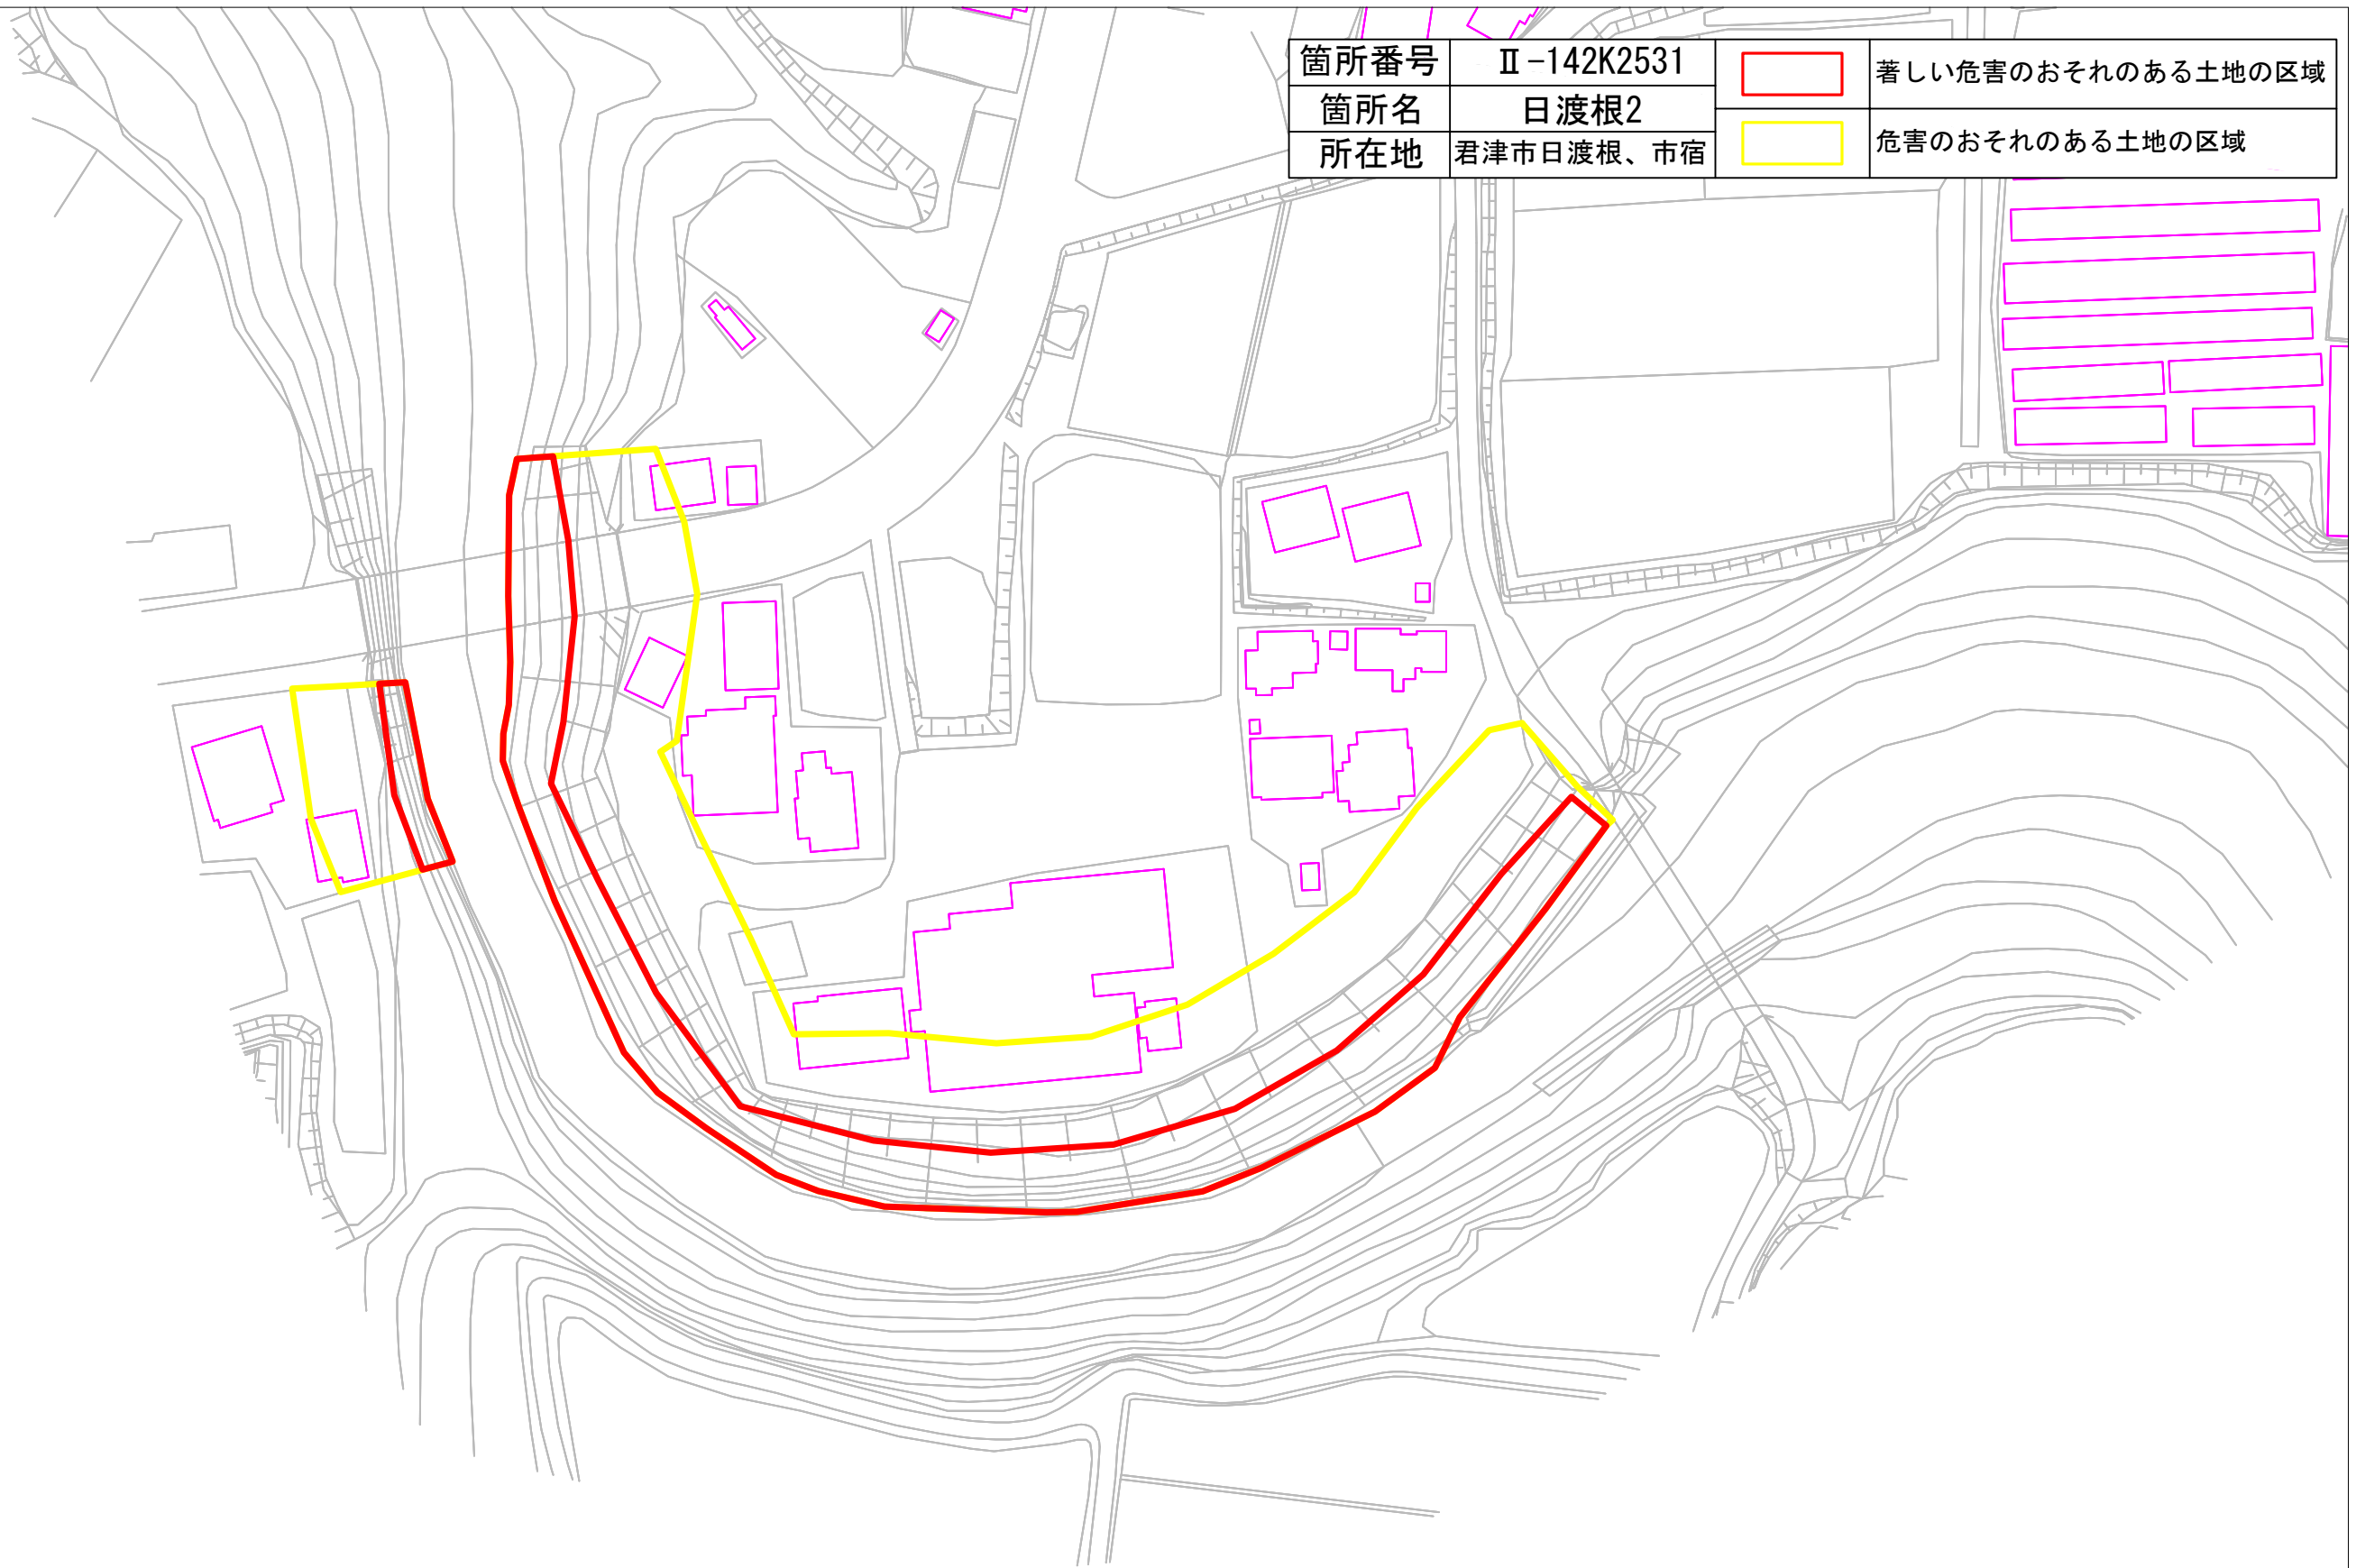 箇所番号 Ⅱ-142K2531
箇所名 日渡根2
所在地 君津市日渡根、市宿
著しい危害のおそれのある土地の区域
危害のおそれのある土地の区域